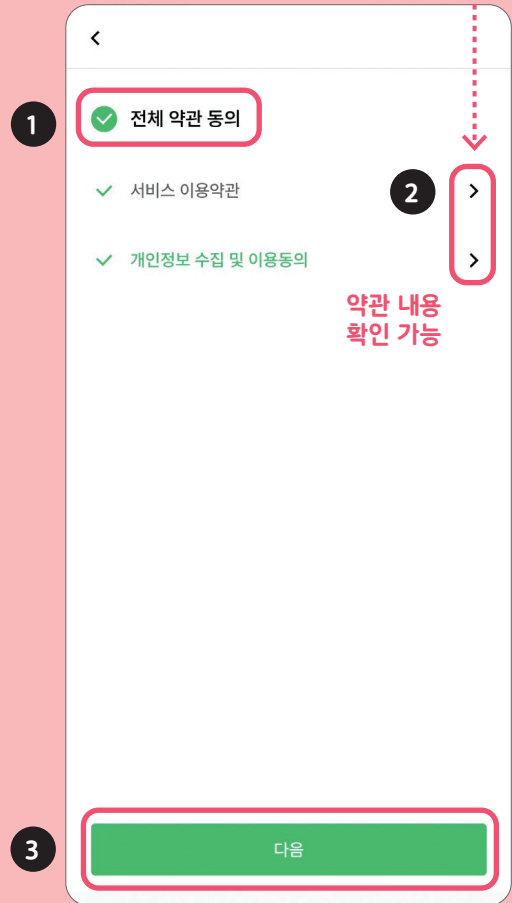 1
전체 약관 동의
서비스 이용약관
2
개인정보 수집 및 이용동의
약관 내용
확인 가능
3
다음